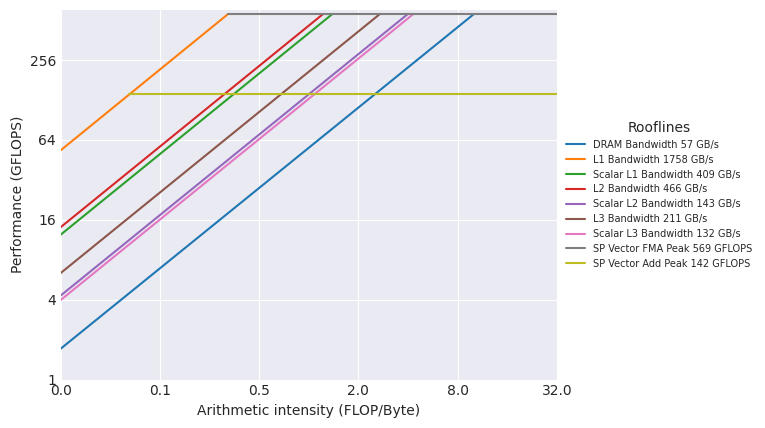 256
64
16
4
1
0.0
0.1
0.5
2.0
8.0
32.0
Performance (GFLOPS)
Arithmetic intensity (FLOP/Byte)
Rooflines
DRAM Bandwidth 57 GB/s
L1 Bandwidth 1758 GB/s
Scalar L1 Bandwidth 409 GB/s
L2 Bandwidth 466 GB/s
Scalar L2 Bandwidth 143 GB/s
L3 Bandwidth 211 GB/s
Scalar L3 Bandwidth 132 GB/s
SP Vector FMA Peak 569 GFLOPS
SP Vector Add Peak 142 GFLOPS